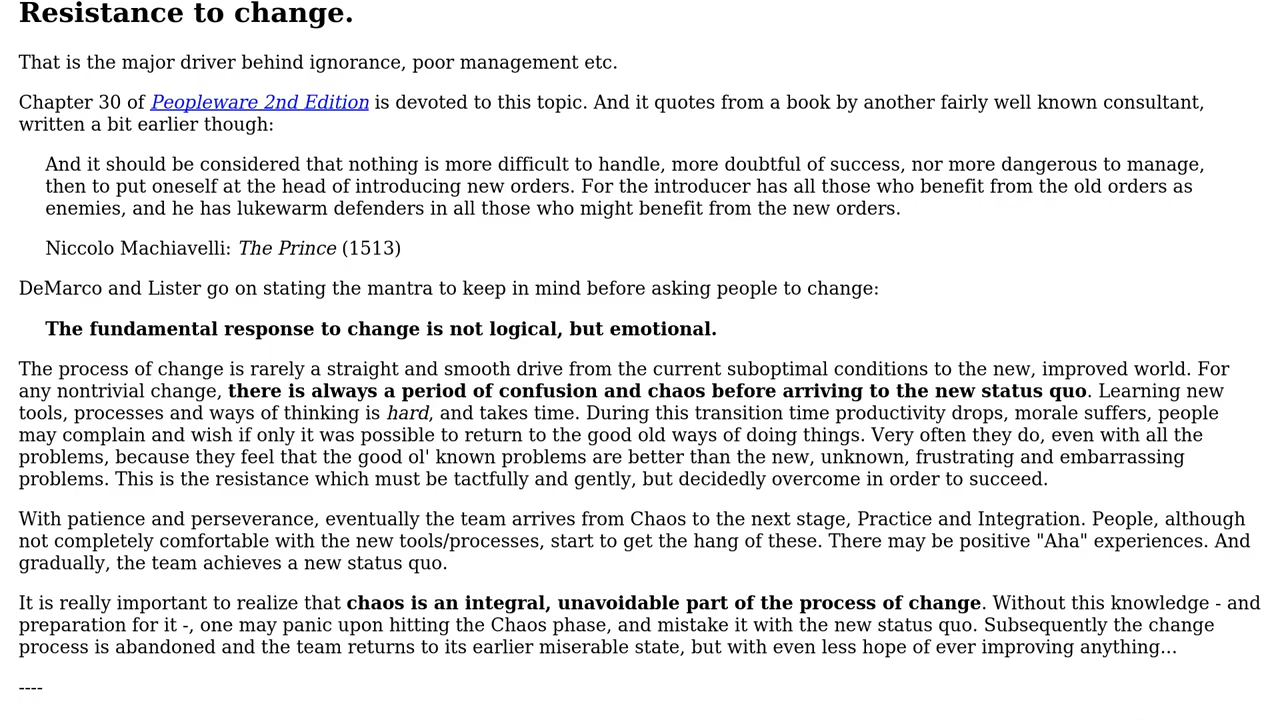 Resistance to change.
That is the major driver behind ignorance, poor management etc.
Chapter 30 of Peopleware 2nd Edition is devoted to this topic. And it quotes from a book by another fairly well known consultant,
written a bit earlier though:
And it should be considered that nothing is more difficult to handle, more doubtful of success, nor more dangerous to manage,
then to put oneself at the head of introducing new orders. For the introducer has all those who benefit from the old orders as
enemies, and he has lukewarm defenders in all those who might benefit from the new orders.
Niccolo Machiavelli: The Prince (1513)
DeMarco and Lister go on stating the mantra to keep in mind before asking people to change:
The fundamental response to change is not logical, but emotional.
The process of change is rarely a straight and smooth drive from the current suboptimal conditions to the new, improved world. For
any nontrivial change, there is always a period of confusion and chaos before arriving to the new status quo. Learning new
tools, processes and ways of thinking is hard, and takes time. During this transition time productivity drops, morale suffers, people
may complain and wish if only it was possible to return to the good old ways of doing things. Very often they do, even with all the
problems, because they feel that the good ol' known problems are better than the new, unknown, frustrating and embarrassing
problems. This is the resistance which must be tactfully and gently, but decidedly overcome in order to succeed.
With patience and perseverance, eventually the team arrives from Chaos to the next stage, Practice and Integration. People, although
not completely comfortable with the new tools/processes, start to get the hang of these. There may be positive "Aha" experiences. And
gradually, the team achieves a new status quo.
It is really important to realize that chaos is an integral, unavoidable part of the process of change. Without this knowledge - and
preparation for it -, one may panic upon hitting the Chaos phase, and mistake it with the new status quo. Subsequently the change
process is abandoned and the team returns to its earlier miserable state, but with even less hope of ever improving anything...
----